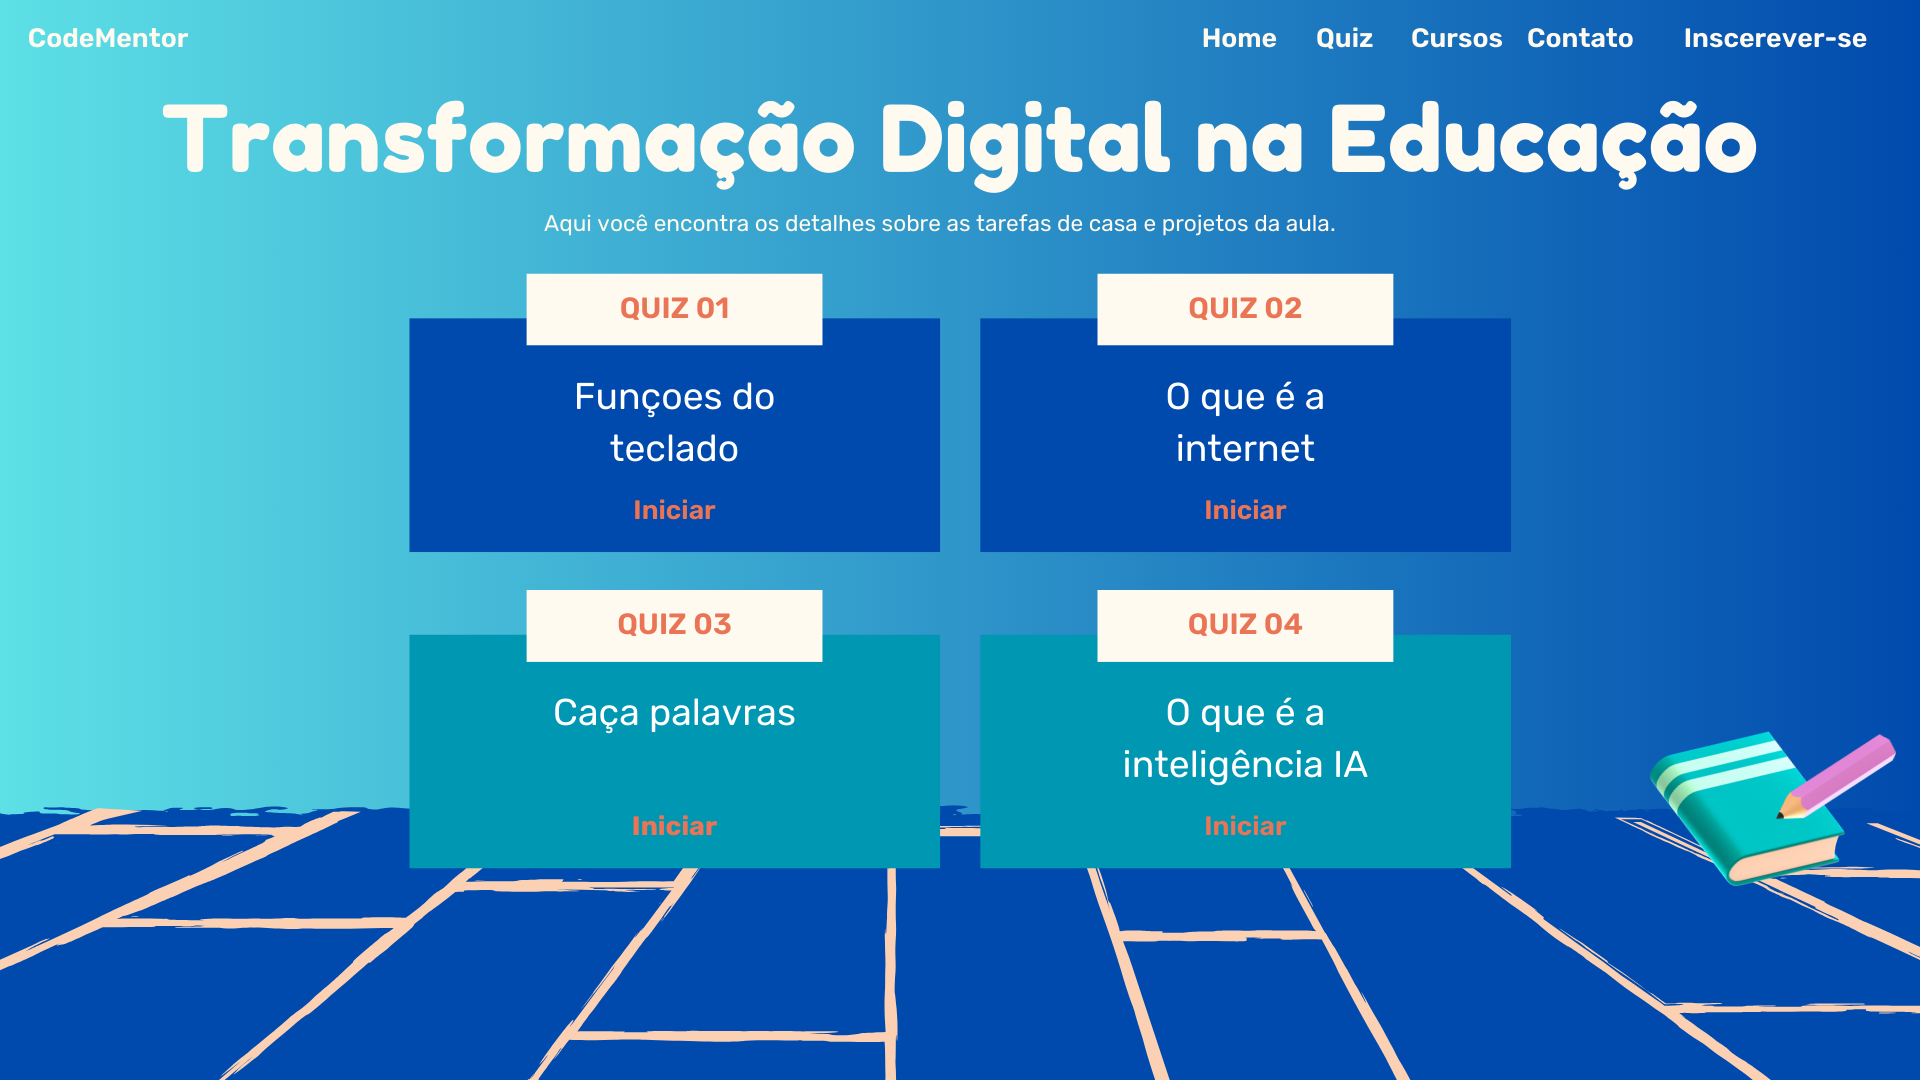 CodeMentor
Home Quiz Cursos Contato Inscerever-se
Transformação Digital na Educação
Aqui você encontra os detalhes sobre as tarefas de casa e projetos da aula.
QUIZ 01
Funçoes do
teclado
Iniciar
QUIZ 02
O que é a
internet
Iniciar
QUIZ 03
Caça palavras
Iniciar
QUIZ 04
O que é a
inteligência IA
Iniciar